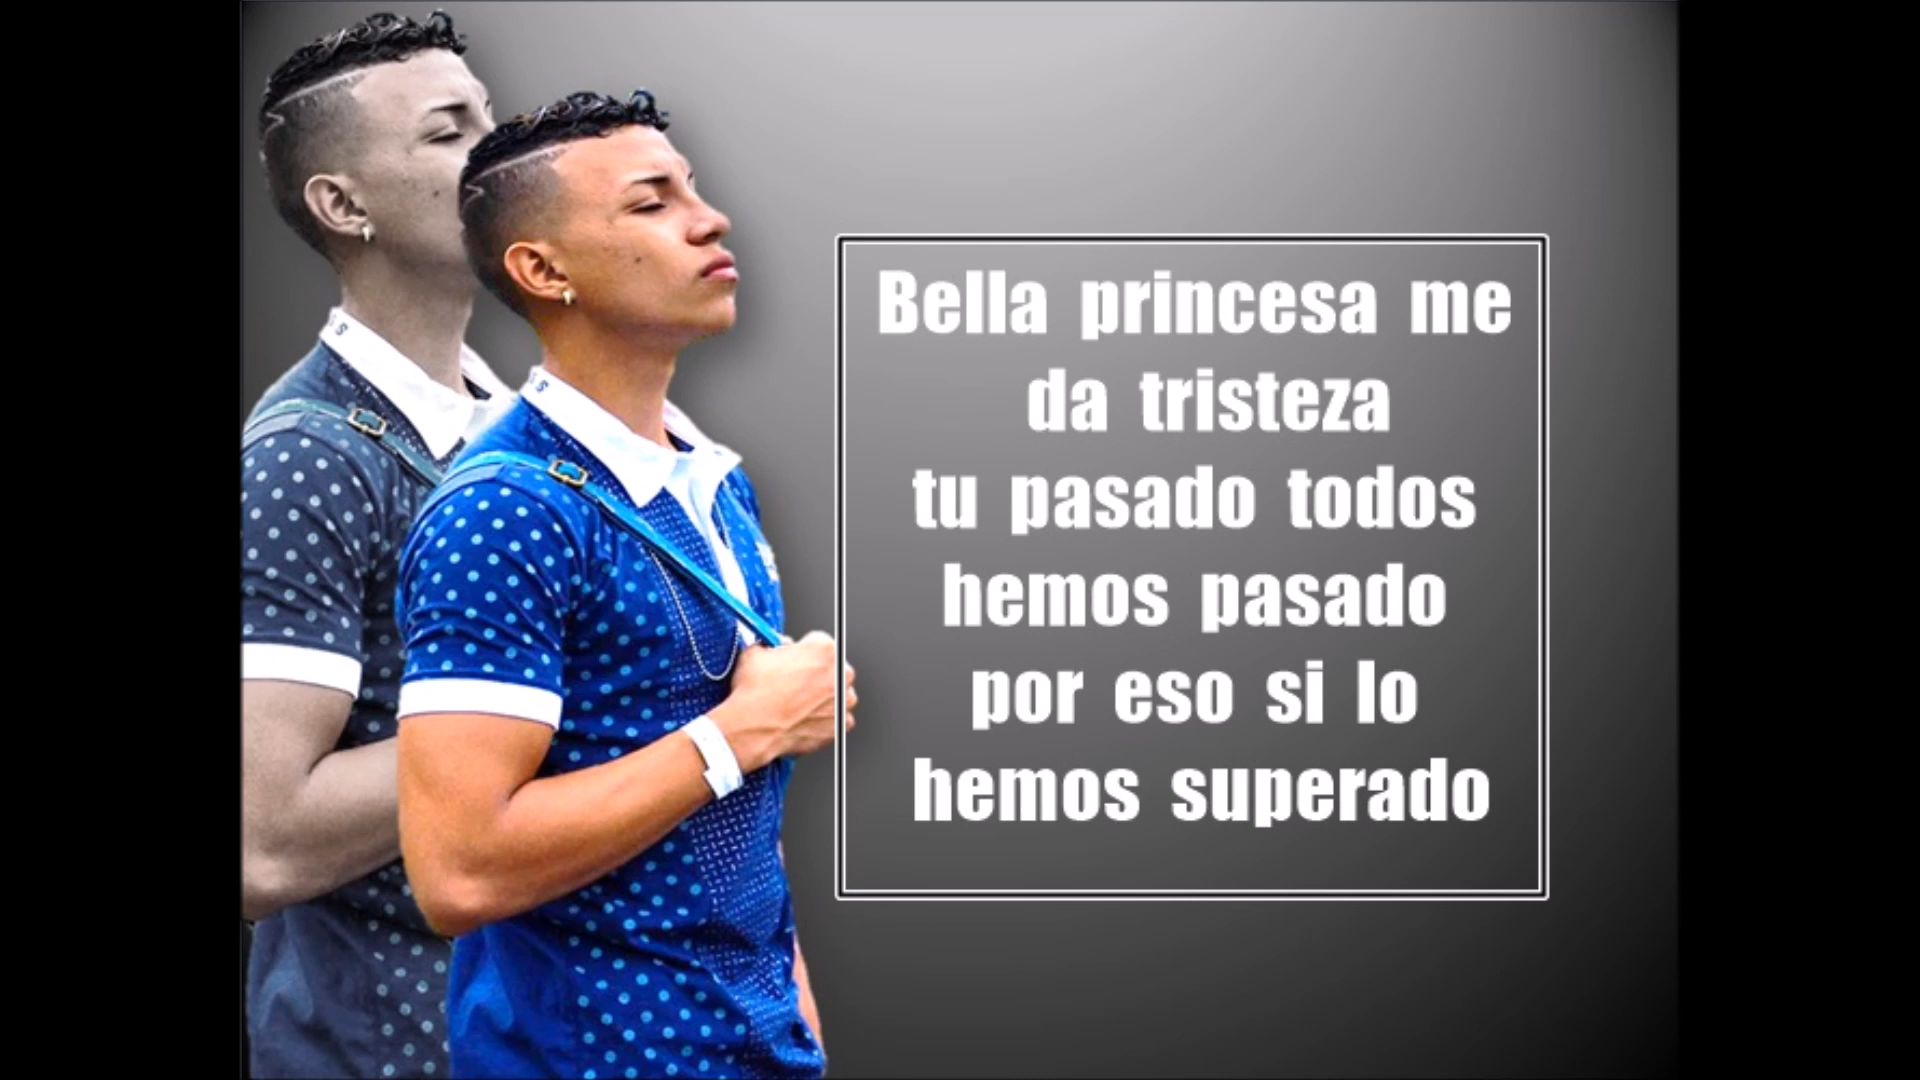 Bella princesa me
da tristeza
tu pasado todos
hemos pasado
por eso si lo
hemos superado